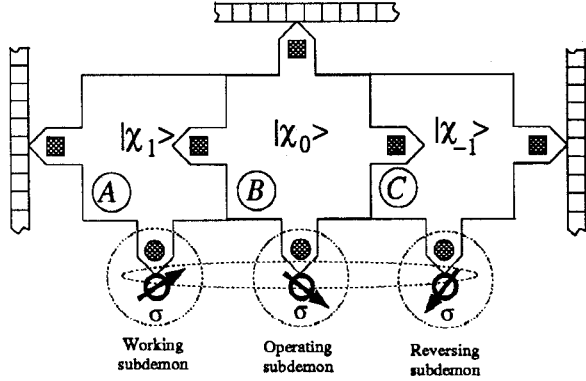 |χ₁>
|χ₀>
|χ₋₁>
A
B
C
σ
σ
σ
Working
subdemon
Operating
subdemon
Reversing
subdemon